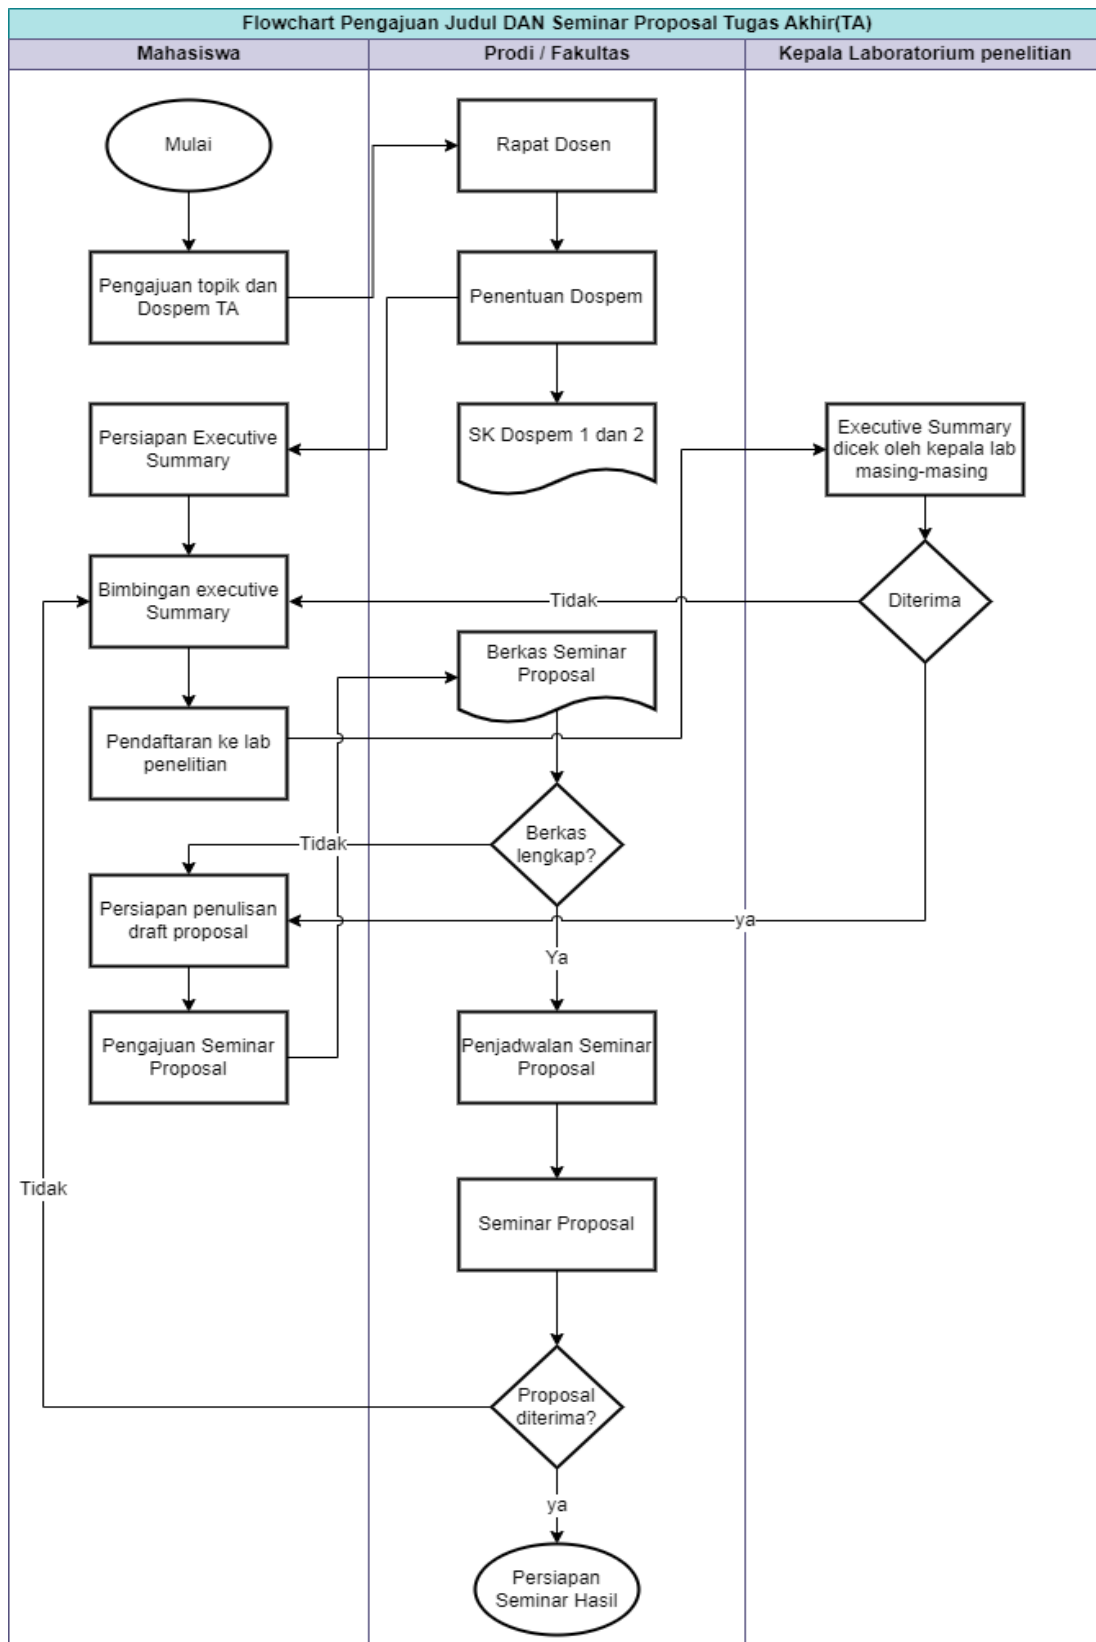 Flowchart Pengajuan Judul DAN Seminar Proposal Tugas Akhir(TA)
Mahasiswa
Prodi / Fakultas
Kepala Laboratorium penelitian
Mulai
Rapat Dosen
Pengajuan topik dan
Dospem TA
Penentuan Dospem
Persiapan Executive
Summary
SK Dospem 1 dan 2
Executive Summary
dicek oleh kepala lab
masing-masing
Bimbingan executive
Summary
Tidak
Diterima
Berkas Seminar
Proposal
Pendaftaran ke lab
penelitian
Tidak
Berkas
lengkap?
Persiapan penulisan
draft proposal
ya
Ya
Pengajuan Seminar
Proposal
Penjadwalan Seminar
Proposal
Tidak
Seminar Proposal
Proposal
diterima?
ya
Persiapan
Seminar Hasil